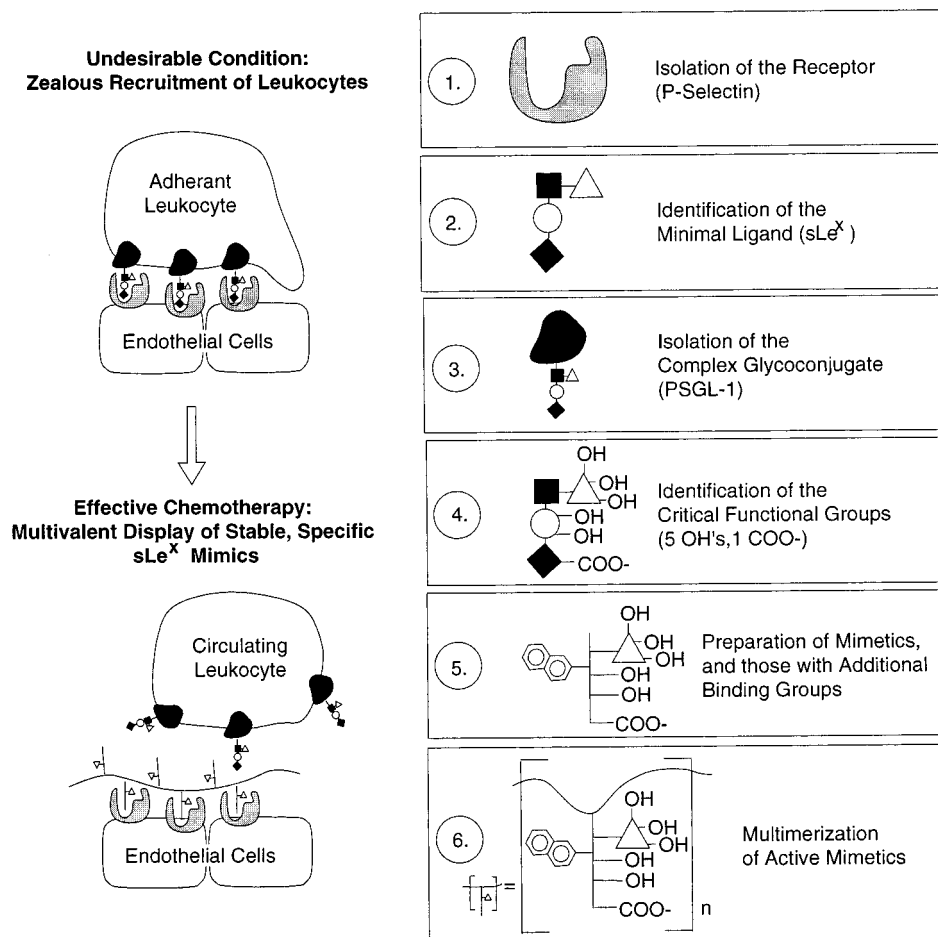 Undesirable Condition:
Zealous Recruitment of Leukocytes
Adherant
Leukocyte
Endothelial Cells
Effective Chemotherapy:
Multivalent Display of Stable, Specific
sLe^x Mimics
Circulating
Leukocyte
Endothelial Cells
1.
Isolation of the Receptor
(P-Selectin)
2.
Identification of the
Minimal Ligand (sLe^x )
3.
Isolation of the
Complex Glycoconjugate
(PSGL-1)
4.
OH
OH
OH
OH
OH
COO-
Identification of the
Critical Functional Groups
(5 OH's,1 COO-)
5.
OH
OH
OH
OH
OH
COO-
Preparation of Mimetics,
and those with Additional
Binding Groups
6.
=
OH
OH
OH
OH
OH
COO-
n
Multimerization
of Active Mimetics